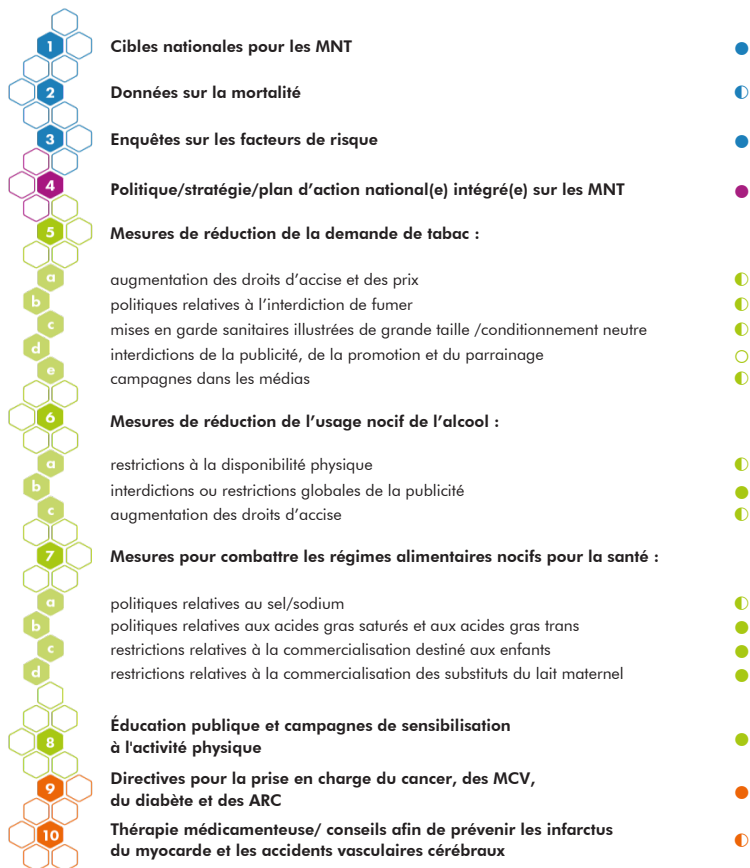 1 Cibles nationales pour les MNT
2 Données sur la mortalité
3 Enquêtes sur les facteurs de risque
4 Politique/stratégie/plan d’action national(e) intégré(e) sur les MNT
5 Mesures de réduction de la demande de tabac :
a augmentation des droits d’accise et des prix
b politiques relatives à l’interdiction de fumer
c mises en garde sanitaires illustrées de grande taille /conditionnement neutre
d interdictions de la publicité, de la promotion et du parrainage
e campagnes dans les médias
6 Mesures de réduction de l’usage nocif de l’alcool :
a restrictions à la disponibilité physique
b interdictions ou restrictions globales de la publicité
c augmentation des droits d’accise
7 Mesures pour combattre les régimes alimentaires nocifs pour la santé :
a politiques relatives au sel/sodium
b politiques relatives aux acides gras saturés et aux acides gras trans
c restrictions relatives à la commercialisation destiné aux enfants
d restrictions relatives à la commercialisation des substituts du lait maternel
8 Éducation publique et campagnes de sensibilisation
à l'activité physique
9 Directives pour la prise en charge du cancer, des MCV,
du diabète et des ARC
10 Thérapie médicamenteuse/ conseils afin de prévenir les infarctus
du myocarde et les accidents vasculaires cérébraux